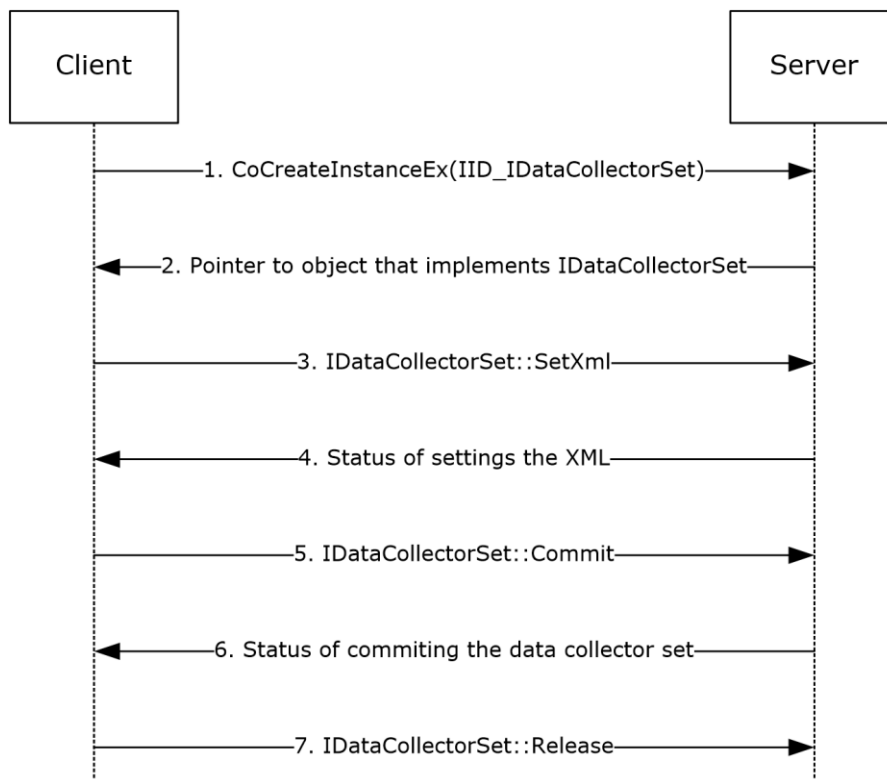 Client
Server
1. CoCreateInstanceEx(IID_IDataCollectorSet)
2. Pointer to object that implements IDataCollectorSet
3. IDataCollectorSet::SetXml
4. Status of settings the XML
5. IDataCollectorSet::Commit
6. Status of commiting the data collector set
7. IDataCollectorSet::Release